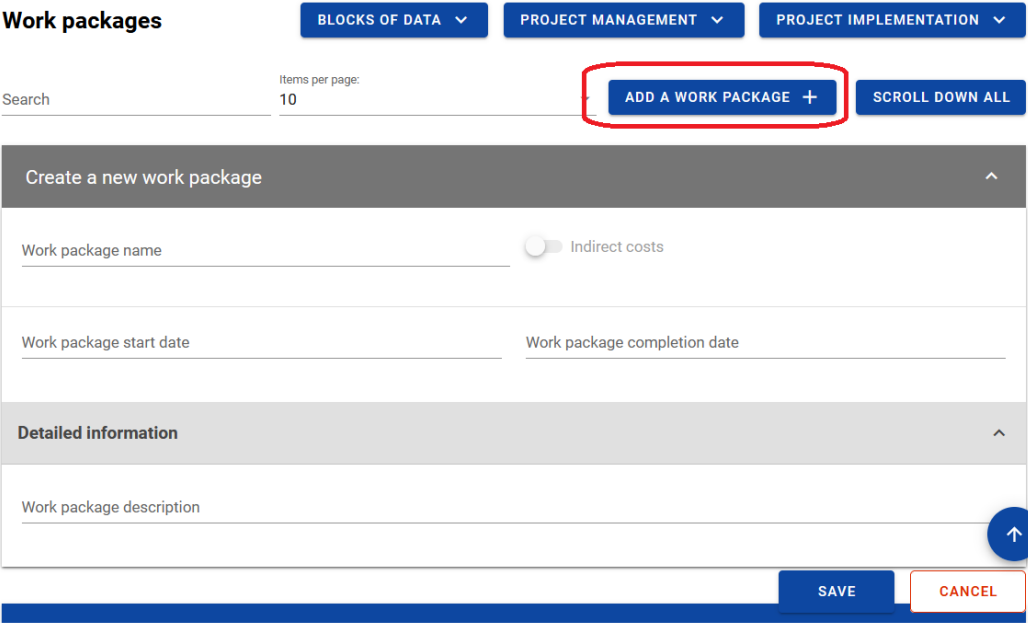 Work packages
BLOCKS OF DATA
PROJECT MANAGEMENT
PROJECT IMPLEMENTATION
Search
Items per page:
10
ADD A WORK PACKAGE +
SCROLL DOWN ALL
Create a new work package
Work package name
Indirect costs
Work package start date
Work package completion date
Detailed information
Work package description
SAVE
CANCEL